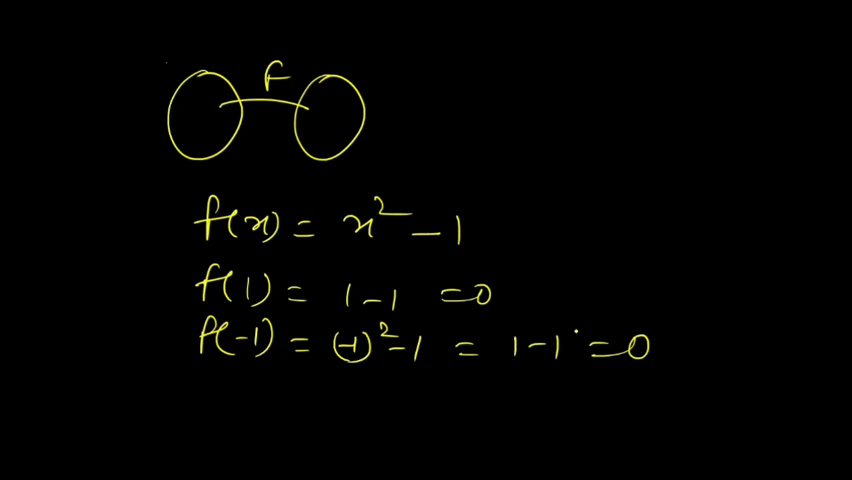 F
f(x) = x² - 1
f(1) = 1 - 1 = 0
f(-1) = (-1)² - 1 = 1 - 1 = 0